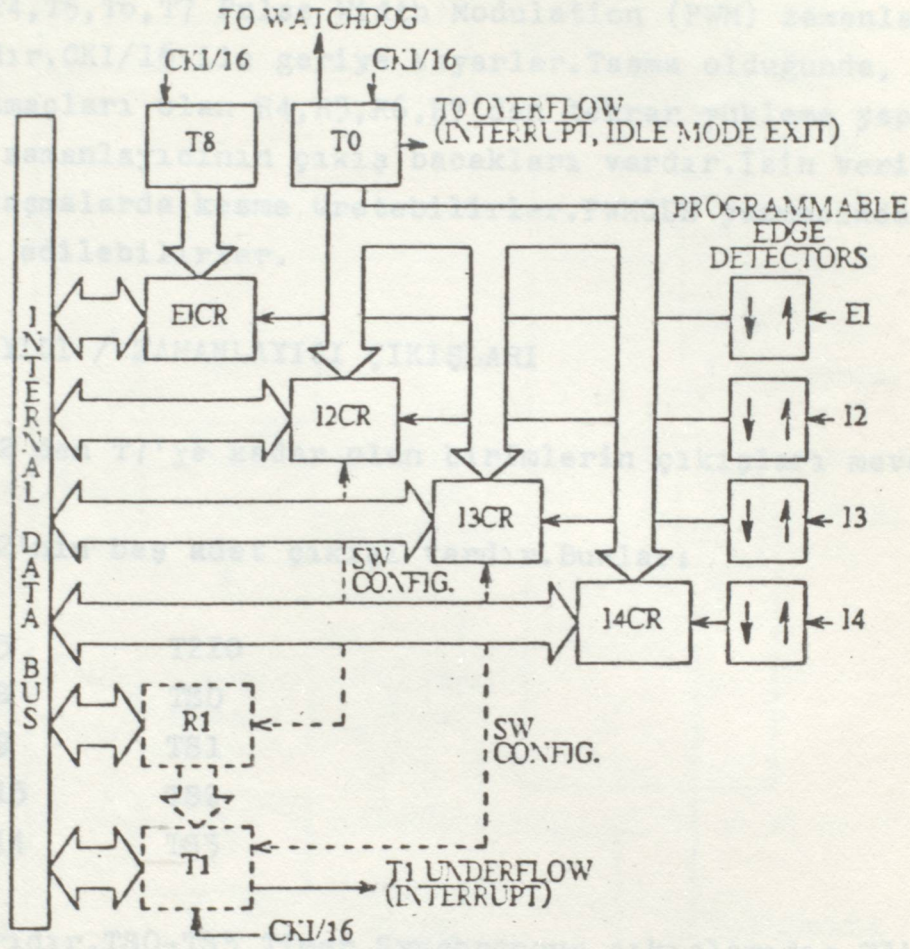 TO WATCHDOG
CKI/16
CKI/16
T8
T0
T0 OVERFLOW
(INTERRUPT, IDLE MODE EXIT)
PROGRAMMABLE
EDGE
DETECTORS
INTERNAL DATA BUS
EICR
EI
I2CR
I2
I3CR
I3
SW
CONFIG.
I4CR
I4
R1
SW
CONFIG.
T1
T1 UNDERFLOW
(INTERRUPT)
CKI/16